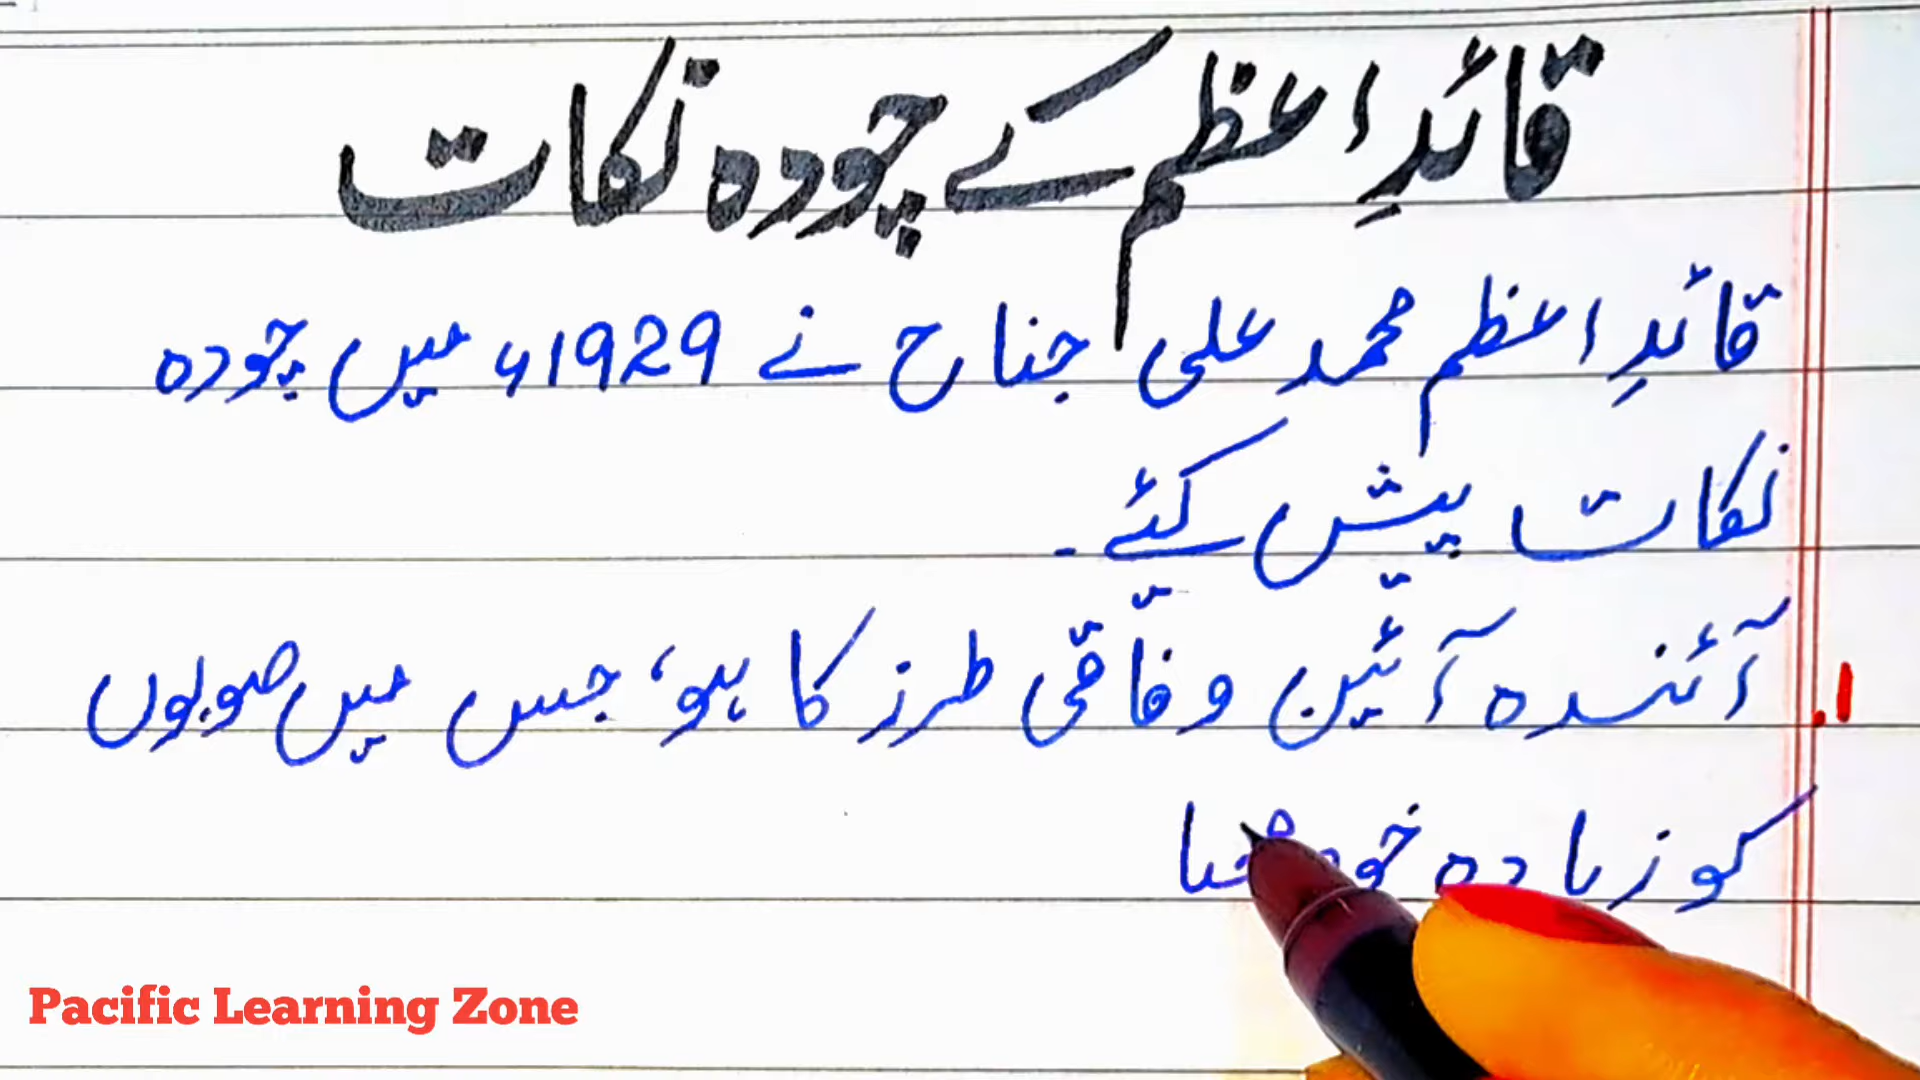 قائدِ اعظم کے چودہ نکات
قائدِ اعظم محمد علی جناح نے 1929ء میں چودہ
نکات پیش کئے۔
1. آئندہ آئین وفاقی طرز کا ہو، جس میں صوبوں
کو زیادہ
Pacific Learning Zone